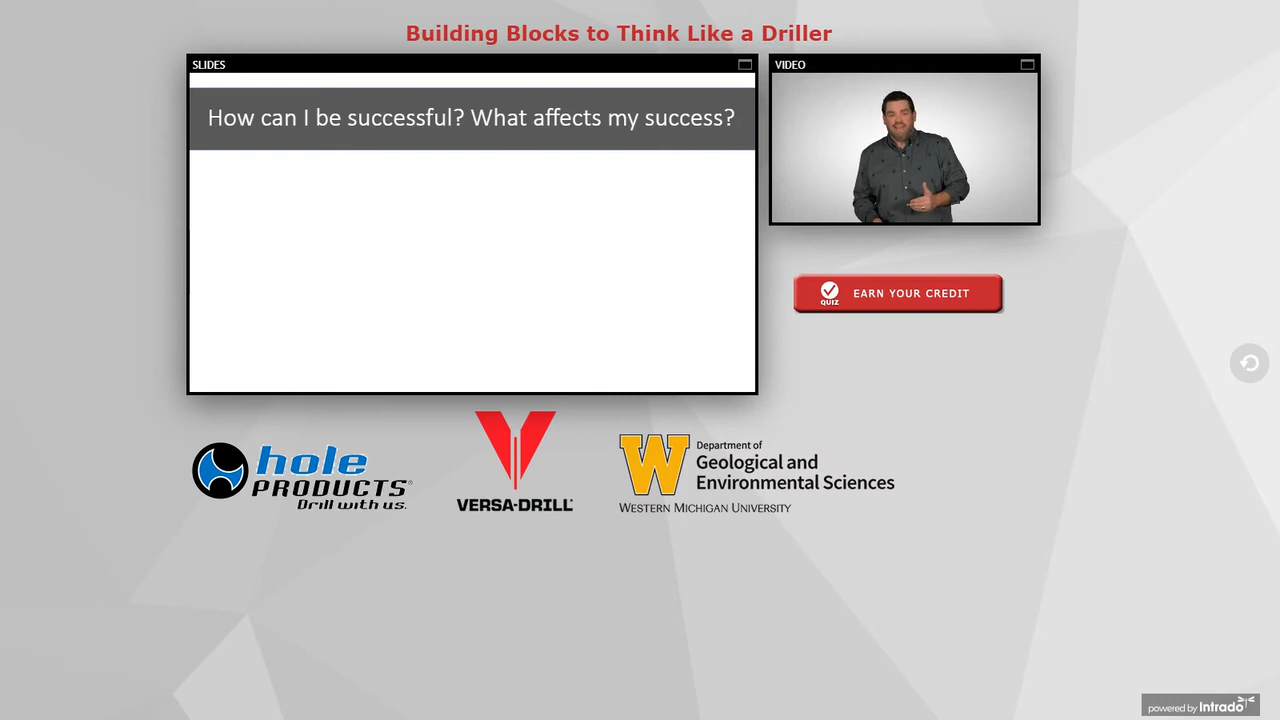 Building Blocks to Think Like a Driller
SLIDES
VIDEO
How can I be successful? What affects my success?
QUIZ
EARN YOUR CREDIT
hole
PRODUCTS®
Drill with us.
VERSA-DRILL
W
Department of
Geological and
Environmental Sciences
WESTERN MICHIGAN UNIVERSITY
powered by Intrado